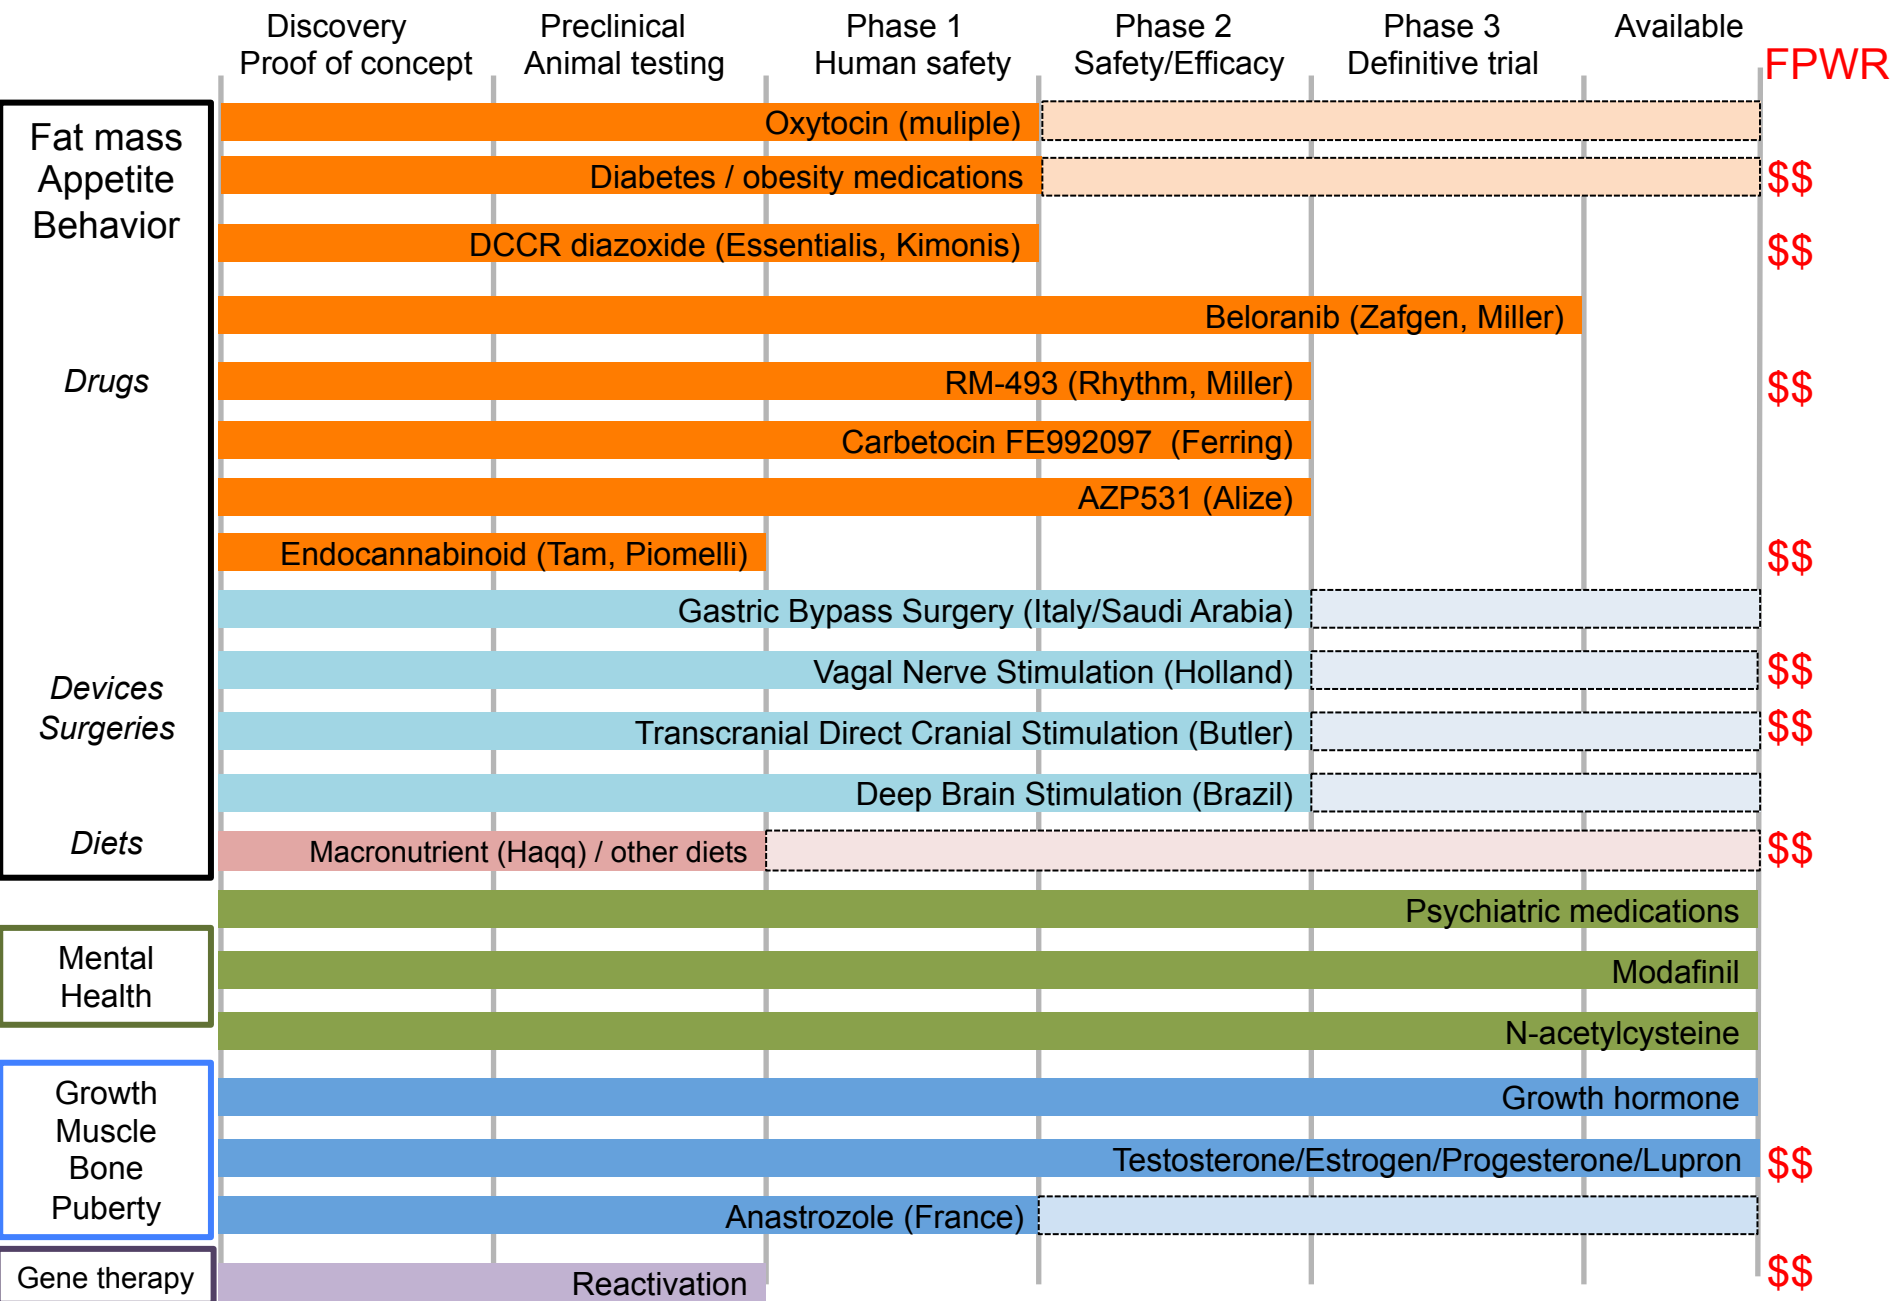 Discovery
Proof of concept
Preclinical
Animal testing
Phase 1
Human safety
Phase 2
Safety/Efficacy
Phase 3
Definitive trial
Available
FPWR
Fat mass
Appetite
Behavior
Oxytocin (muliple)
Diabetes / obesity medications
$$
DCCR diazoxide (Essentialis, Kimonis)
$$
Beloranib (Zafgen, Miller)
Drugs
RM-493 (Rhythm, Miller)
$$
Carbetocin FE992097 (Ferring)
AZP531 (Alize)
Endocannabinoid (Tam, Piomelli)
$$
Gastric Bypass Surgery (Italy/Saudi Arabia)
Devices
Surgeries
Vagal Nerve Stimulation (Holland)
$$
Transcranial Direct Cranial Stimulation (Butler)
$$
Deep Brain Stimulation (Brazil)
Diets
Macronutrient (Haqq) / other diets
$$
Psychiatric medications
Mental
Health
Modafinil
N-acetylcysteine
Growth
Muscle
Bone
Puberty
Growth hormone
Testosterone/Estrogen/Progesterone/Lupron
$$
Anastrozole (France)
Gene therapy
Reactivation
$$